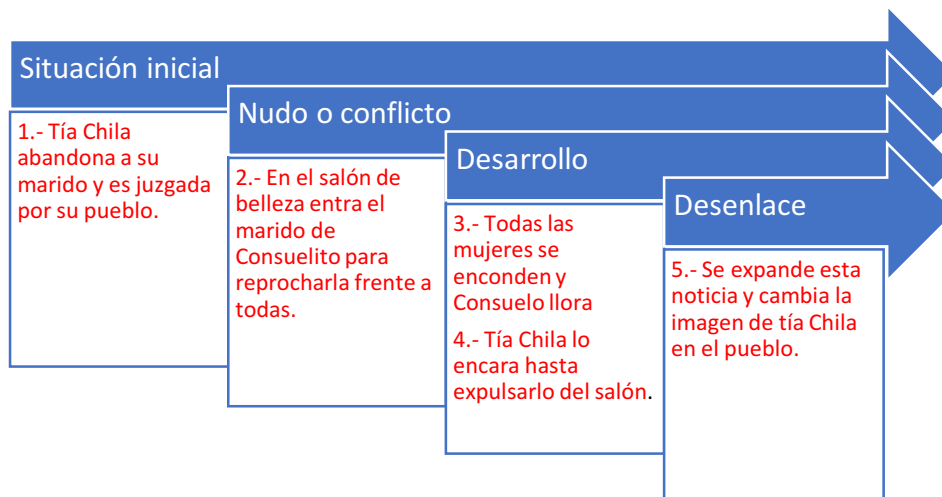 Situación inicial
1.- Tía Chila
abandona a su
marido y es juzgada
por su pueblo.
Nudo o conflicto
2.- En el salón de
belleza entra el
marido de
Consuelito para
reprocharla frente a
todas.
Desarrollo
3.- Todas las
mujeres se
enconden y
Consuelo llora
4.- Tía Chila lo
encara hasta
expulsarlo del salón.
Desenlace
5.- Se expande esta
noticia y cambia la
imagen de tía Chila
en el pueblo.